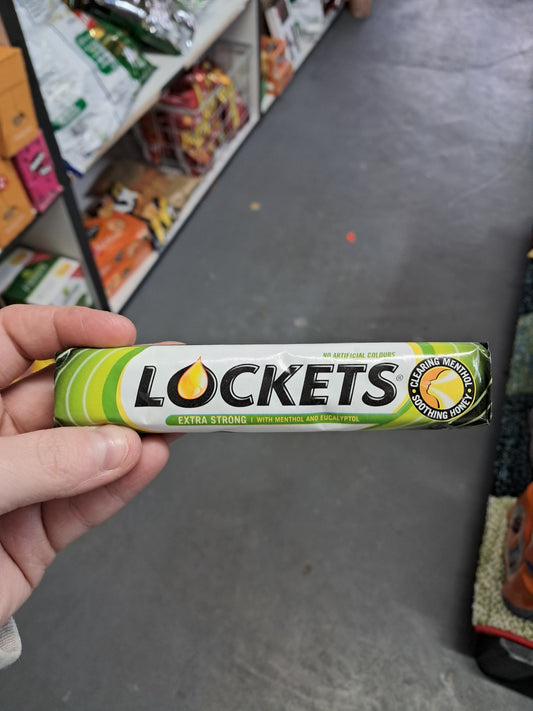 NO ARTIFICIAL COLOURS
LOCKETS®
EXTRA STRONG | WITH MENTHOL AND EUCALYPTOL
• CLEARING MENTHOL •
SOOTHING HONEY